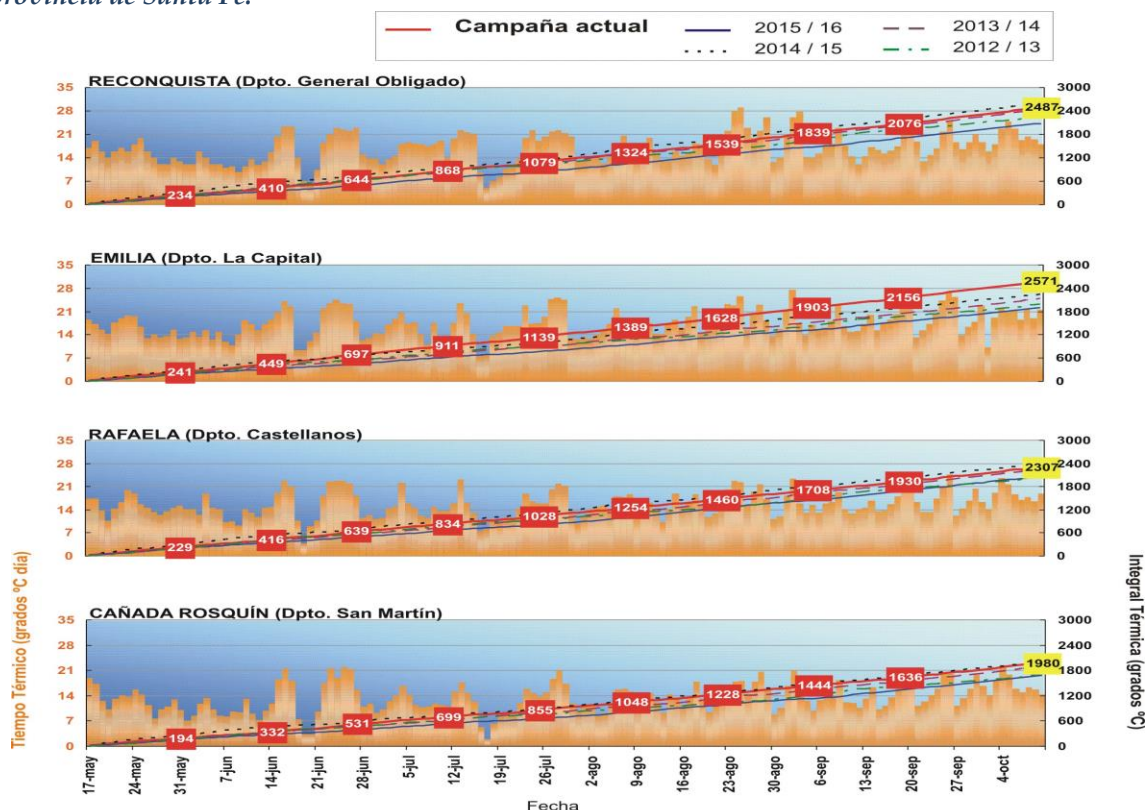 Provincia de Santa Fe.
Campaña actual 2015 / 16 2013 / 14
2014 / 15 2012 / 13
RECONQUISTA (Dpto. General Obligado)
35 3000
28 2400
21 1800
14 1200
7 600
0 0
234 410 644 868 1079 1324 1539 1839 2076 2487
EMILIA (Dpto. La Capital)
35 3000
28 2400
21 1800
14 1200
7 600
0 0
241 449 697 911 1139 1389 1628 1903 2156 2571
RAFAELA (Dpto. Castellanos)
35 3000
28 2400
21 1800
14 1200
7 600
0 0
229 416 639 834 1028 1254 1460 1708 1930 2307
CAÑADA ROSQUÍN (Dpto. San Martín)
35 3000
28 2400
21 1800
14 1200
7 600
0 0
194 332 531 699 855 1048 1228 1444 1636 1980
Tiempo Térmico (grados ºC día)
Integral Térmica (grados ºC)
17-may 24-may 31-may 7-jun 14-jun 21-jun 28-jun 5-jul 12-jul 19-jul 26-jul 2-ago 9-ago 16-ago 23-ago 30-ago 6-sep 13-sep 20-sep 27-sep 4-oct
Fecha